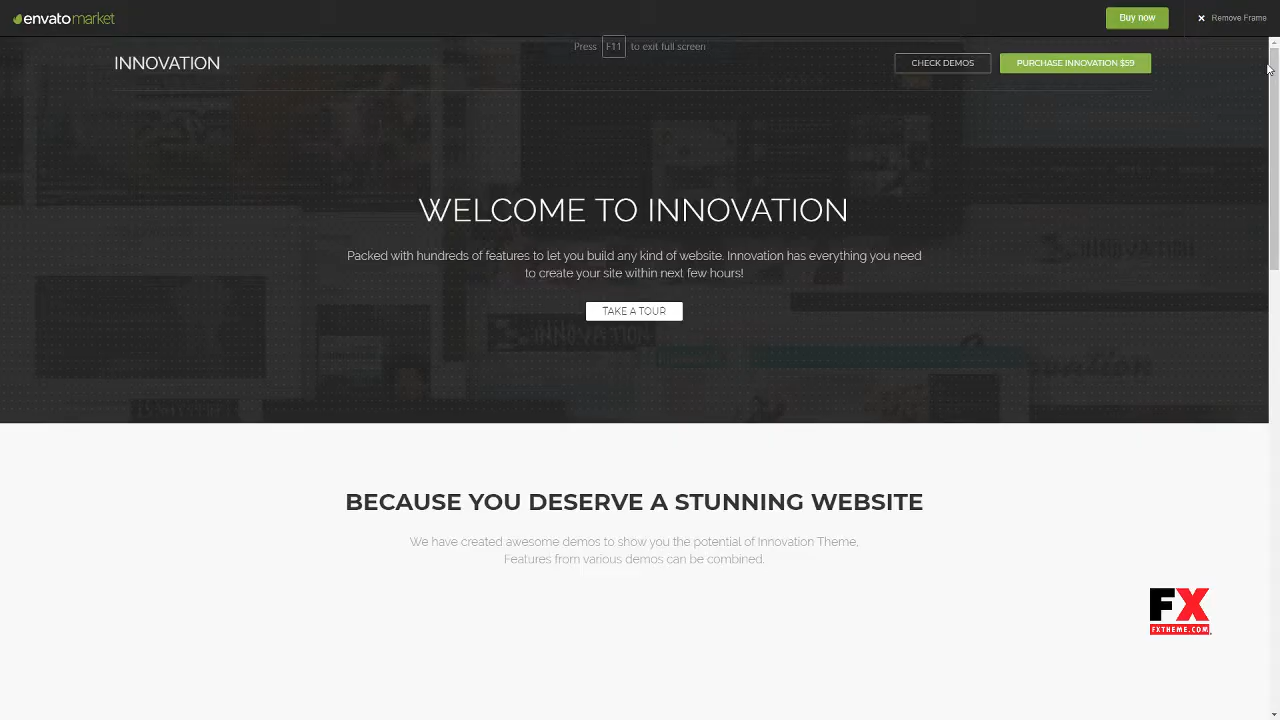 envatomarket
Buy now
Remove Frame
Press F11 to exit full screen
INNOVATION
CHECK DEMOS
PURCHASE INNOVATION $59
WELCOME TO INNOVATION
Packed with hundreds of features to let you build any kind of website. Innovation has everything you need
to create your site within next few hours!
TAKE A TOUR
INNOVATION
BECAUSE YOU DESERVE A STUNNING WEBSITE
We have created awesome demos to show you the potential of Innovation Theme,
Features from various demos can be combined.
FX
FXTHEME.COM